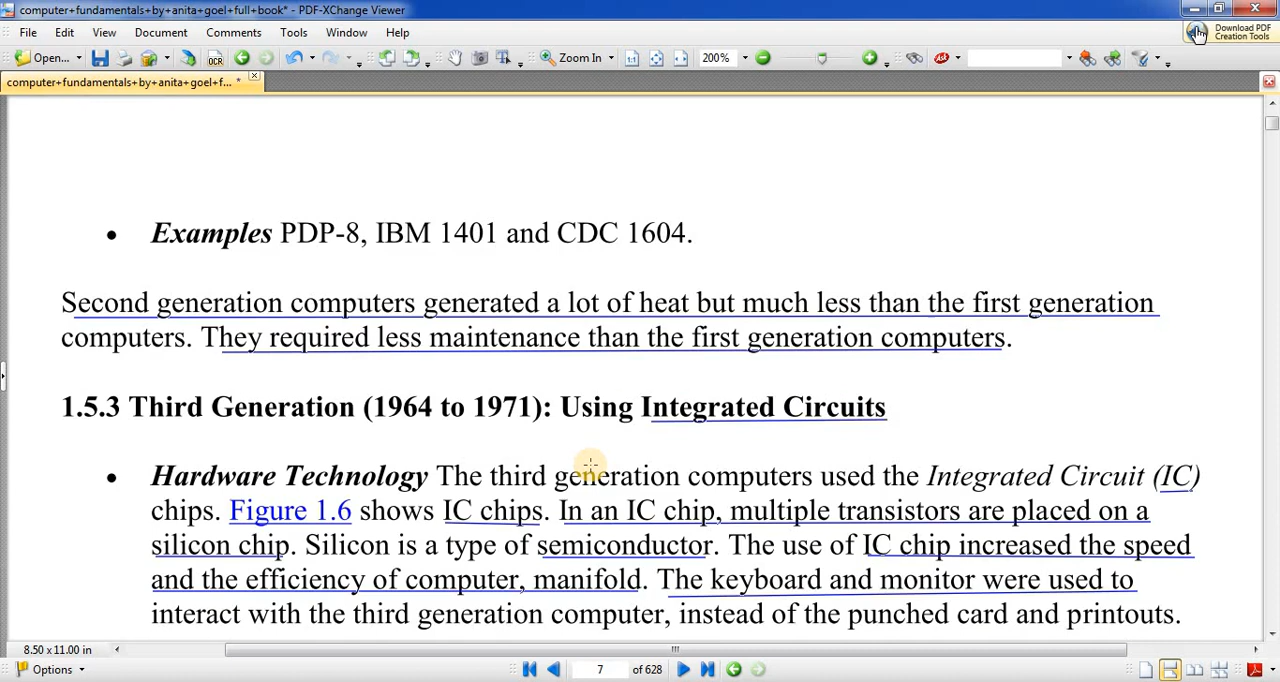 computer+fundamentals+by+anita+goel+full+book* - PDF-XChange Viewer
File Edit View Document Comments Tools Window Help
Download PDF
Creation Tools
Open... OCR Zoom In 200%
computer+fundamentals+by+anita+goel+f... *
• Examples PDP-8, IBM 1401 and CDC 1604.
Second generation computers generated a lot of heat but much less than the first generation
computers. They required less maintenance than the first generation computers.
1.5.3 Third Generation (1964 to 1971): Using Integrated Circuits
• Hardware Technology The third generation computers used the Integrated Circuit (IC)
chips. Figure 1.6 shows IC chips. In an IC chip, multiple transistors are placed on a
silicon chip. Silicon is a type of semiconductor. The use of IC chip increased the speed
and the efficiency of computer, manifold. The keyboard and monitor were used to
interact with the third generation computer, instead of the punched card and printouts.
8.50 x 11.00 in
Options 7 of 628